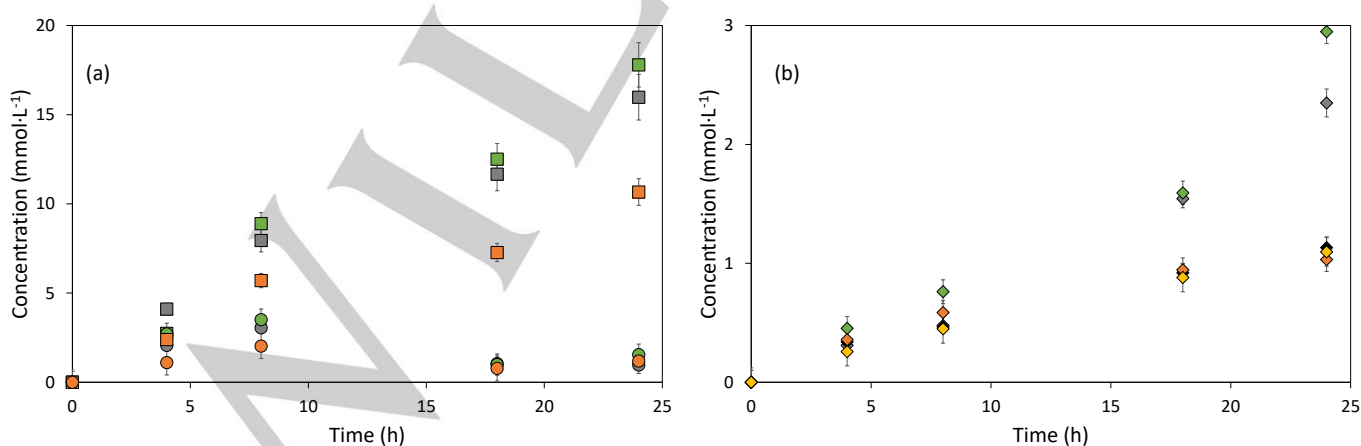 (a)
Concentration (mmol·L⁻¹)
20
15
10
5
0
0 5 10 15 20 25
Time (h)
(b)
Concentration (mmol·L⁻¹)
3
2
1
0
0 5 10 15 20 25
Time (h)